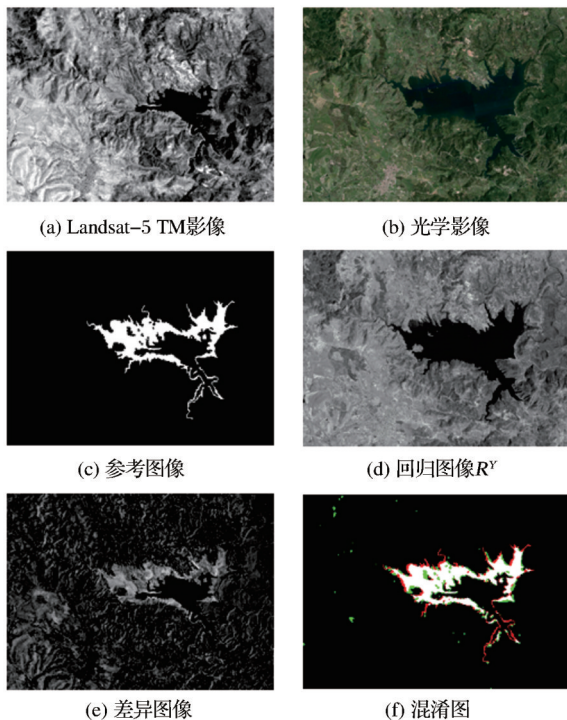 (a) Landsat–5 TM影像
(b) 光学影像
(c) 参考图像
(d) 回归图像R^Y
(e) 差异图像
(f) 混淆图